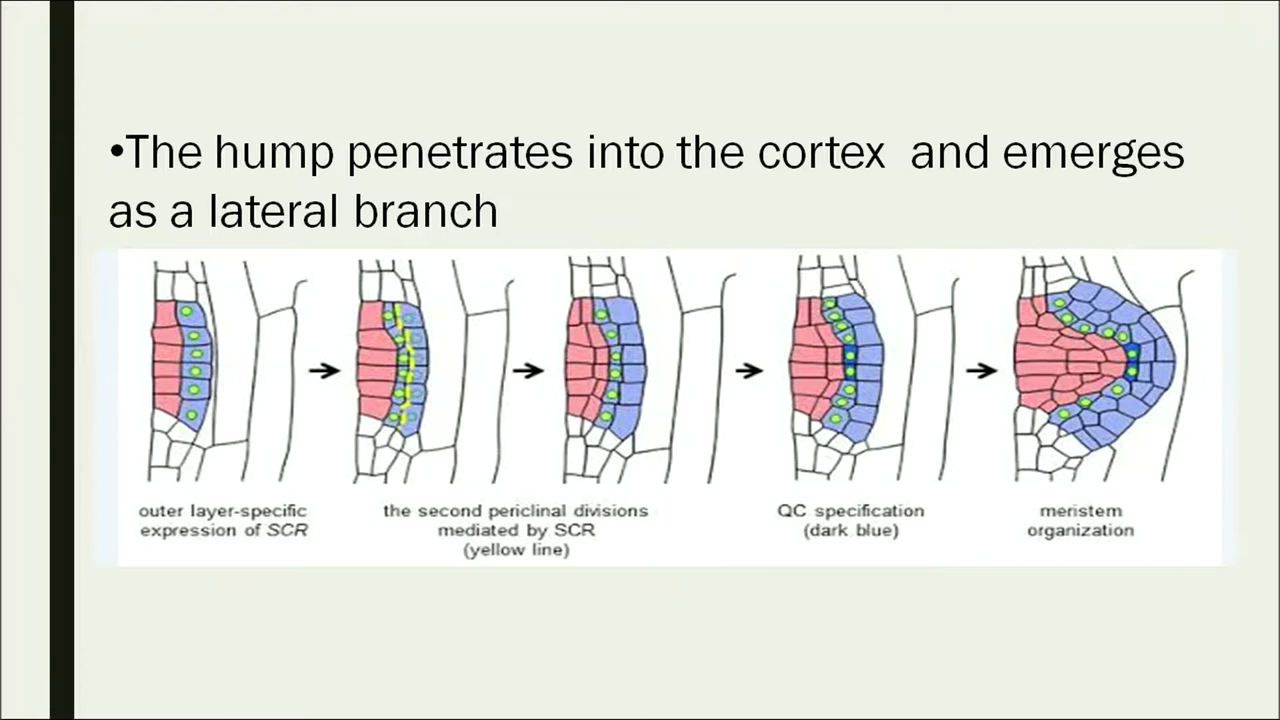 •The hump penetrates into the cortex  and emerges
as a lateral branch
outer layer-specific
expression of SCR
the second periclinal divisions
mediated by SCR
(yellow line)
QC specification
(dark blue)
meristem
organization